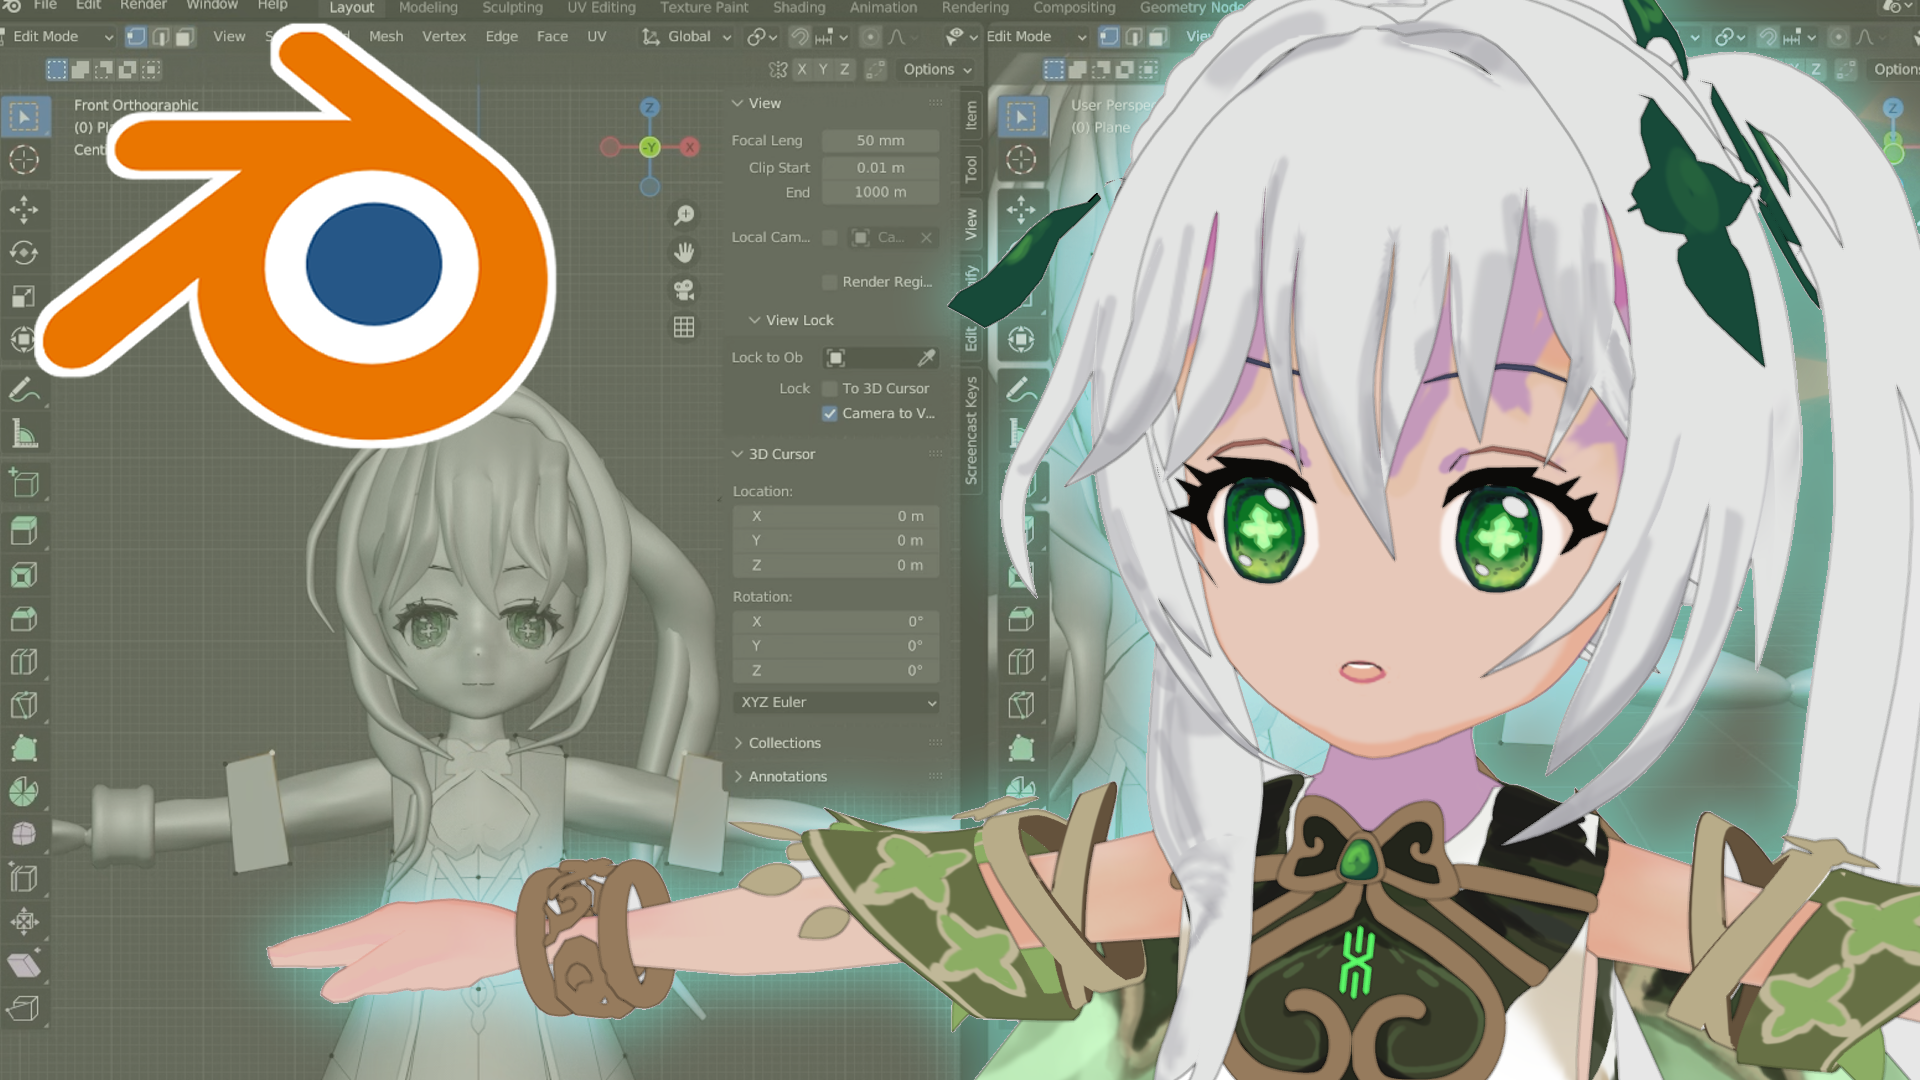 File Edit Render Window Help Layout Modeling Sculpting UV Editing Texture Paint Shading Animation Rendering Compositing Geometry Node
Edit Mode View Mesh Vertex Edge Face UV Global Edit Mode
X Y Z Options Z Options
Front Orthographic
(0)
User Perspe
(0) Plane
Z
-Y X
Z
View
Focal Leng 50 mm
Clip Start 0.01 m
End 1000 m
Local Cam... Ca...
Render Regi...
View Lock
Lock to Ob
Lock To 3D Cursor
Camera to V...
3D Cursor
Location:
X 0 m
Y 0 m
Z 0 m
Rotation:
X 0°
Y 0°
Z 0°
XYZ Euler
Collections
Annotations
Item
Tool
View
Edit
Screencast Keys